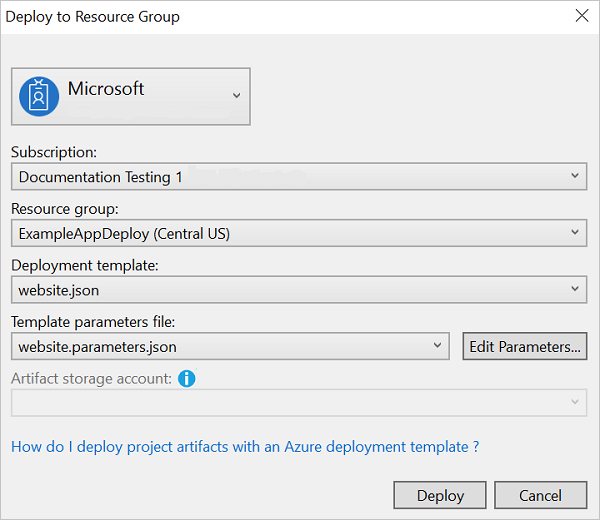 Deploy to Resource Group
Microsoft
Subscription:
Documentation Testing 1
Resource group:
ExampleAppDeploy (Central US)
Deployment template:
website.json
Template parameters file:
website.parameters.json
Edit Parameters...
Artifact storage account:
How do I deploy project artifacts with an Azure deployment template ?
Deploy
Cancel